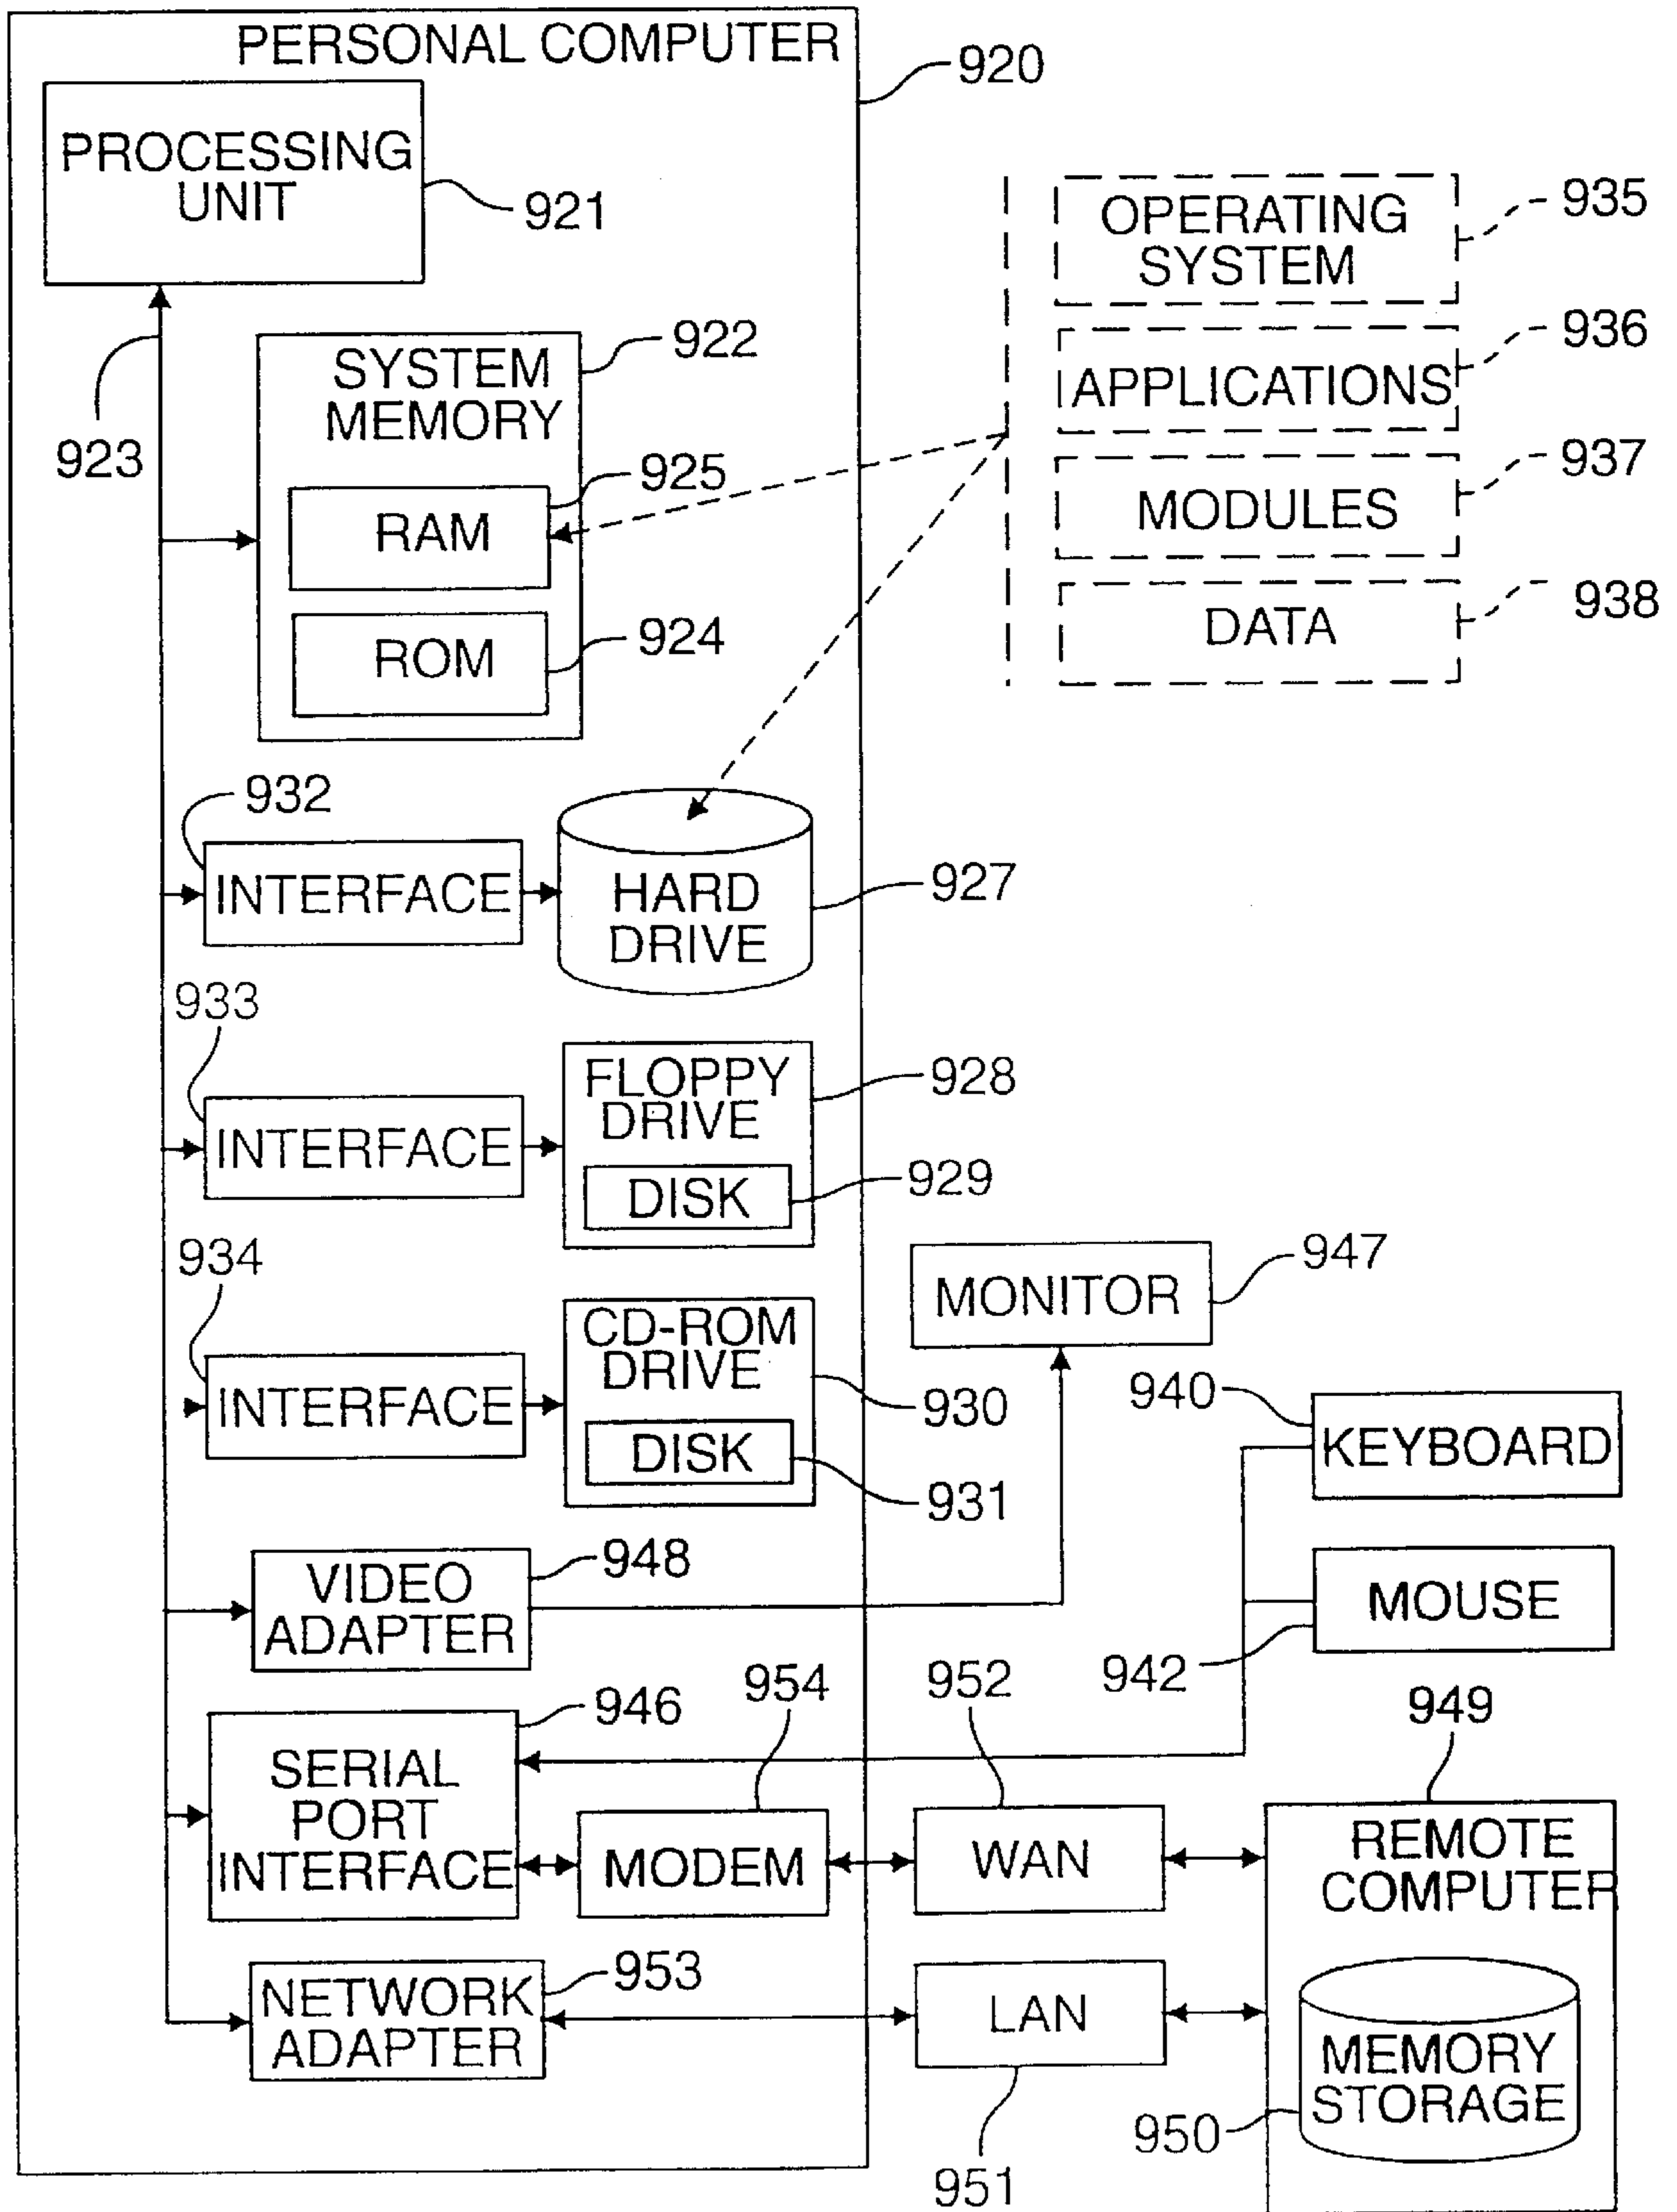 PERSONAL COMPUTER
920
PROCESSING
UNIT
921
923
SYSTEM
MEMORY
922
RAM
925
ROM
924
OPERATING
SYSTEM
935
APPLICATIONS
936
MODULES
937
DATA
938
932
INTERFACE
HARD
DRIVE
927
933
INTERFACE
FLOPPY
DRIVE
928
DISK
929
934
INTERFACE
CD-ROM
DRIVE
930
DISK
931
MONITOR
947
940
KEYBOARD
MOUSE
942
VIDEO
ADAPTER
948
946
SERIAL
PORT
INTERFACE
954
MODEM
952
WAN
949
REMOTE
COMPUTER
MEMORY
STORAGE
950
NETWORK
ADAPTER
953
LAN
951